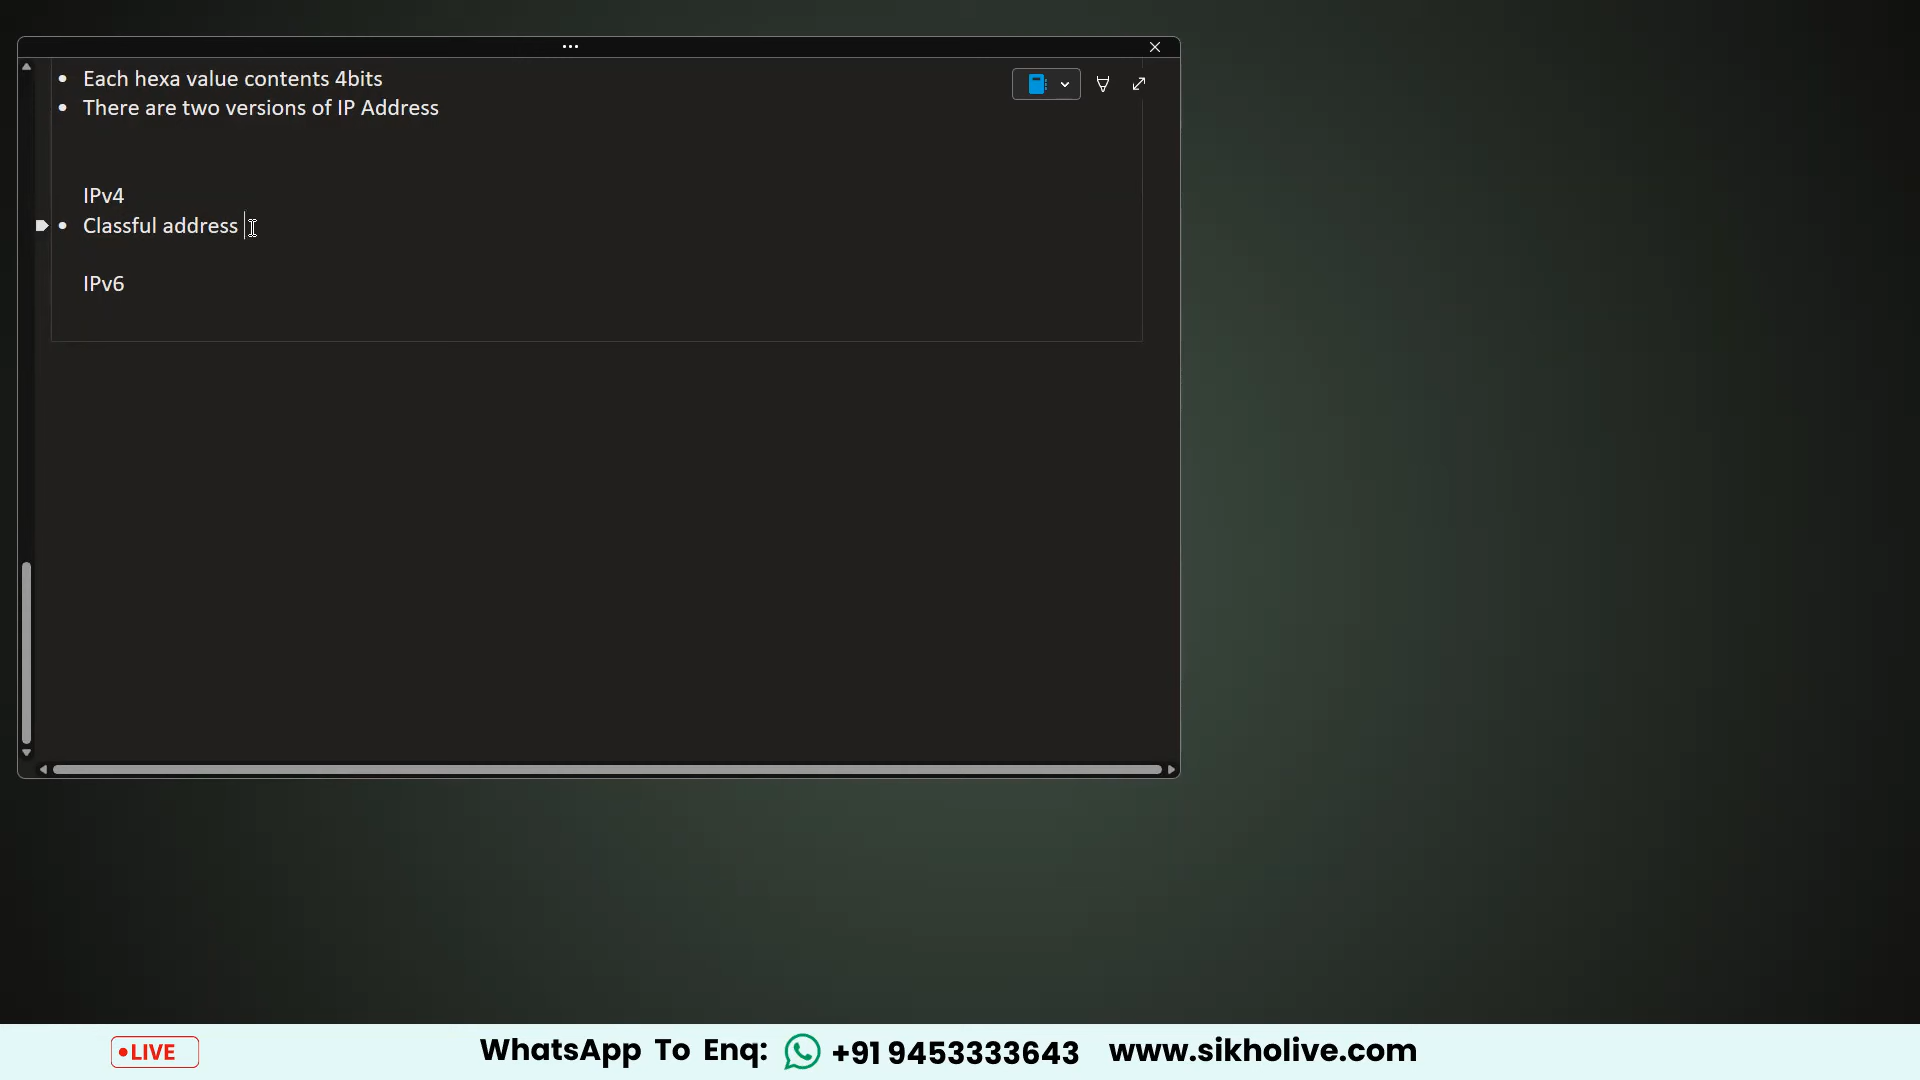 Each hexa value contents 4bits
There are two versions of IP Address
IPv4
Classful address
IPv6
LIVE
WhatsApp To Enq: +91 9453333643 www.sikholive.com